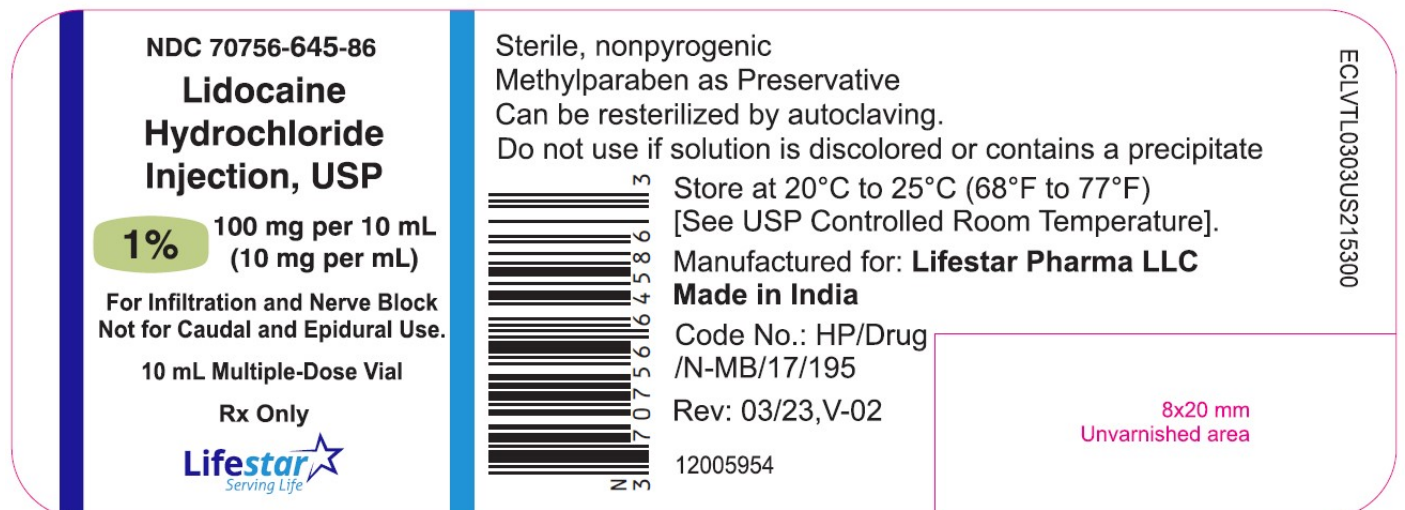 NDC 70756-645-86
Lidocaine
Hydrochloride
Injection, USP
1%
100 mg per 10 mL
(10 mg per mL)
For Infiltration and Nerve Block
Not for Caudal and Epidural Use.
10 mL Multiple-Dose Vial
Rx Only
Lifestar
Serving Life
Sterile, nonpyrogenic
Methylparaben as Preservative
Can be resterilized by autoclaving.
Do not use if solution is discolored or contains a precipitate
N
3 70756 64586 3
Store at 20°C to 25°C (68°F to 77°F)
[See USP Controlled Room Temperature].
Manufactured for: Lifestar Pharma LLC
Made in India
Code No.: HP/Drug
/N-MB/17/195
Rev: 03/23,V-02
12005954
8x20 mm
Unvarnished area
ECLVTL0303US215300